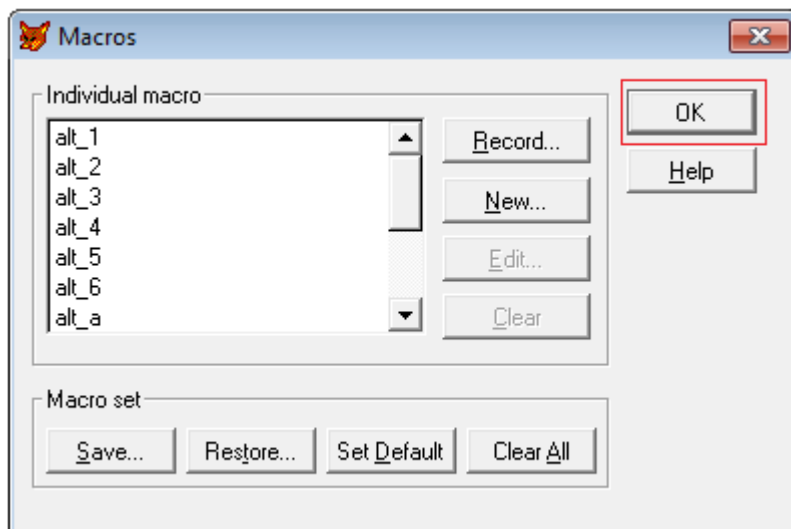 Macros
Individual macro
alt_1
alt_2
alt_3
alt_4
alt_5
alt_6
alt_a
Record...
New...
Edit...
Clear
OK
Help
Macro set
Save...
Restore...
Set Default
Clear All